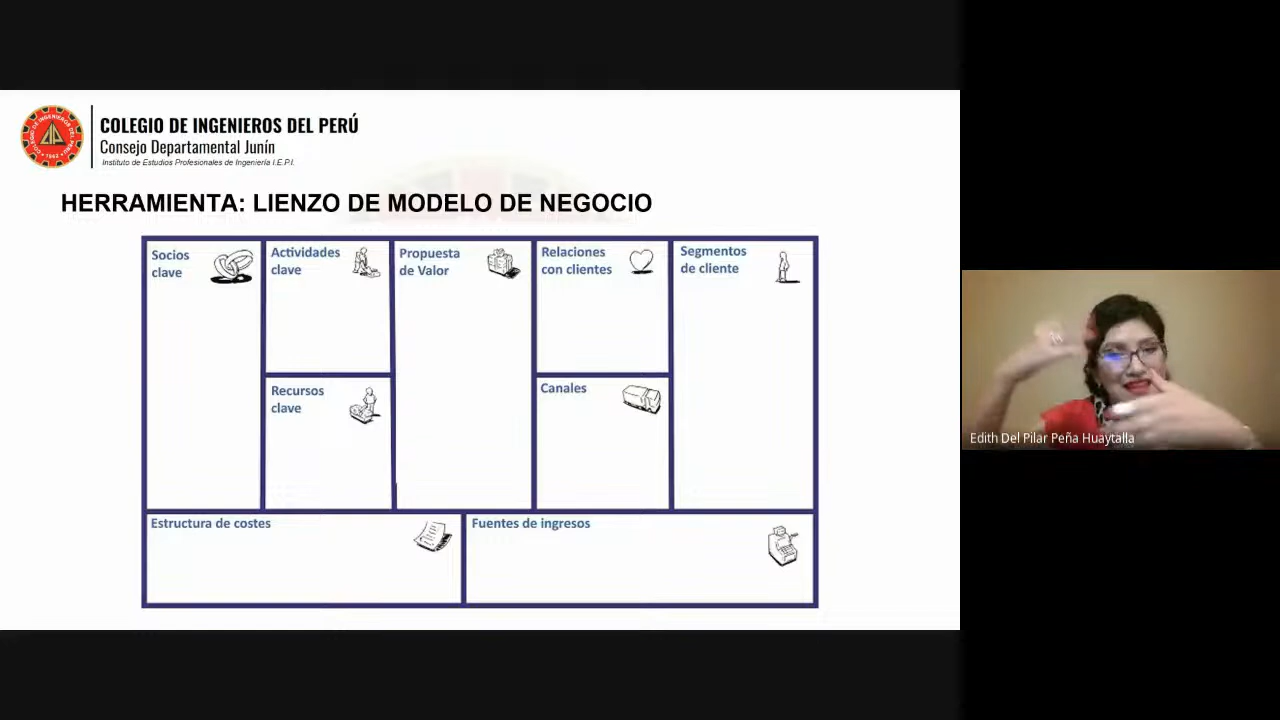 COLEGIO DE INGENIEROS DEL PERÚ
Consejo Departamental Junín
Instituto de Estudios Profesionales de Ingeniería I.E.P.I.
HERRAMIENTA: LIENZO DE MODELO DE NEGOCIO
Socios
clave
Actividades
clave
Propuesta
de Valor
Relaciones
con clientes
Segmentos
de cliente
Recursos
clave
Canales
Estructura de costes
Fuentes de ingresos
Edith Del Pilar Peña Huaytalla